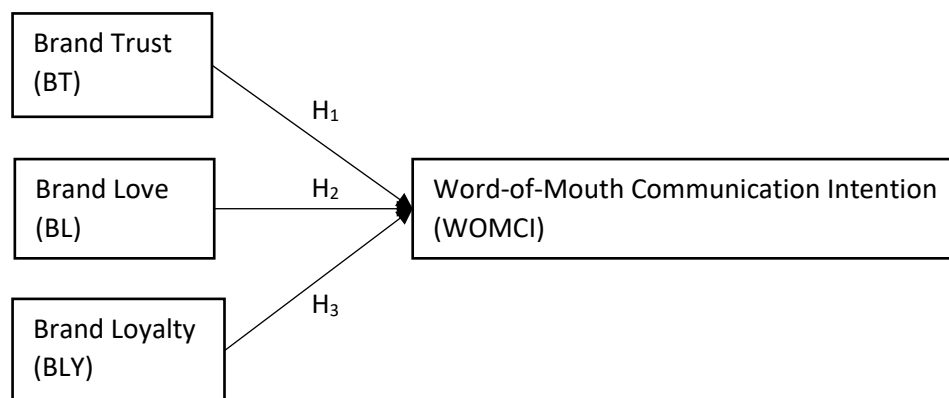 Brand Trust
(BT)
H₁
Brand Love
(BL)
H₂
Word-of-Mouth Communication Intention
(WOMCI)
H₃
Brand Loyalty
(BLY)